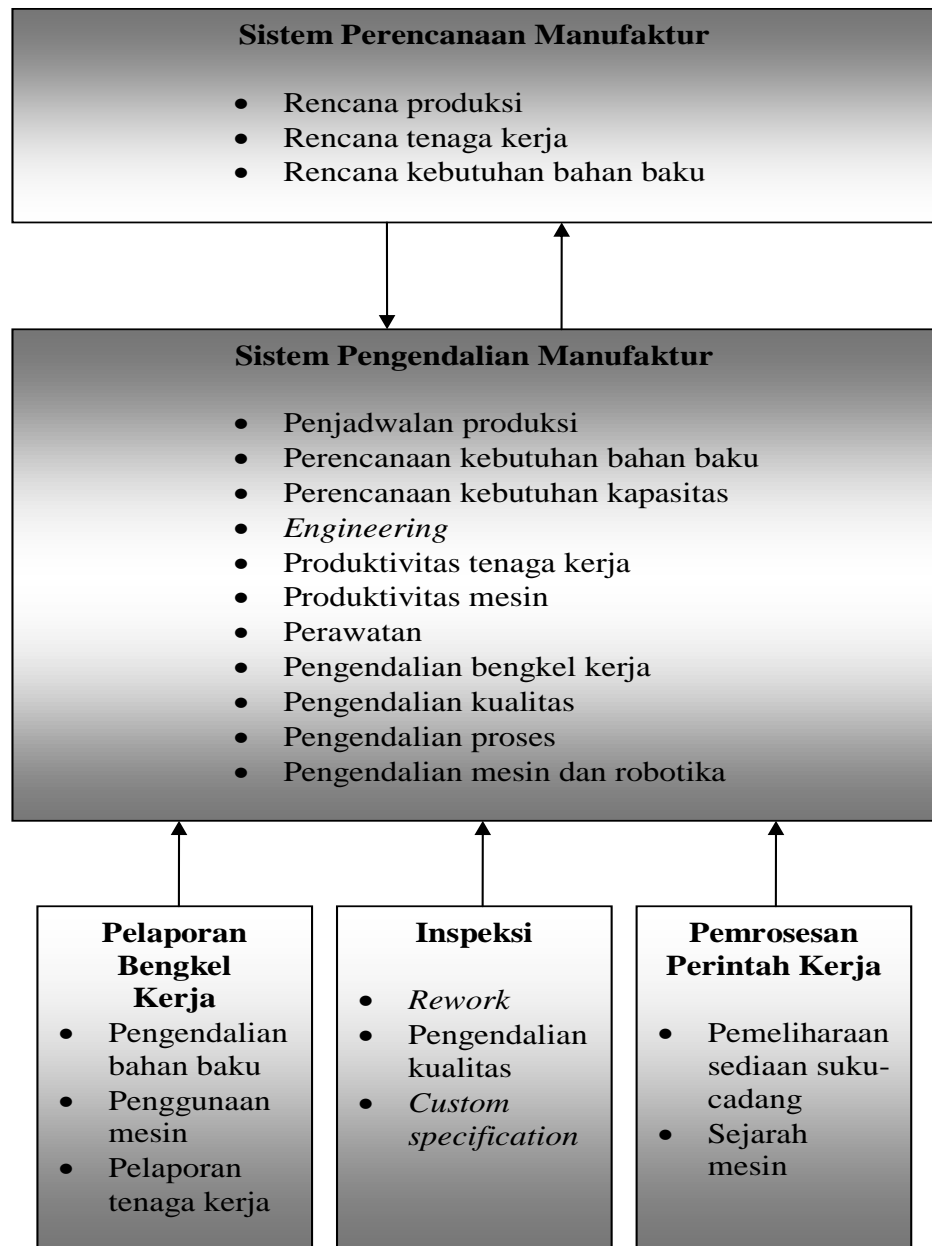 Sistem Perencanaan Manufaktur
• Rencana produksi
• Rencana tenaga kerja
• Rencana kebutuhan bahan baku
Sistem Pengendalian Manufaktur
• Penjadwalan produksi
• Perencanaan kebutuhan bahan baku
• Perencanaan kebutuhan kapasitas
• Engineering
• Produktivitas tenaga kerja
• Produktivitas mesin
• Perawatan
• Pengendalian bengkel kerja
• Pengendalian kualitas
• Pengendalian proses
• Pengendalian mesin dan robotika
Pelaporan
Bengkel
Kerja
• Pengendalian
bahan baku
• Penggunaan
mesin
• Pelaporan
tenaga kerja
Inspeksi
• Rework
• Pengendalian
kualitas
• Custom
specification
Pemrosesan
Perintah Kerja
• Pemeliharaan
sediaan suku-
cadang
• Sejarah
mesin